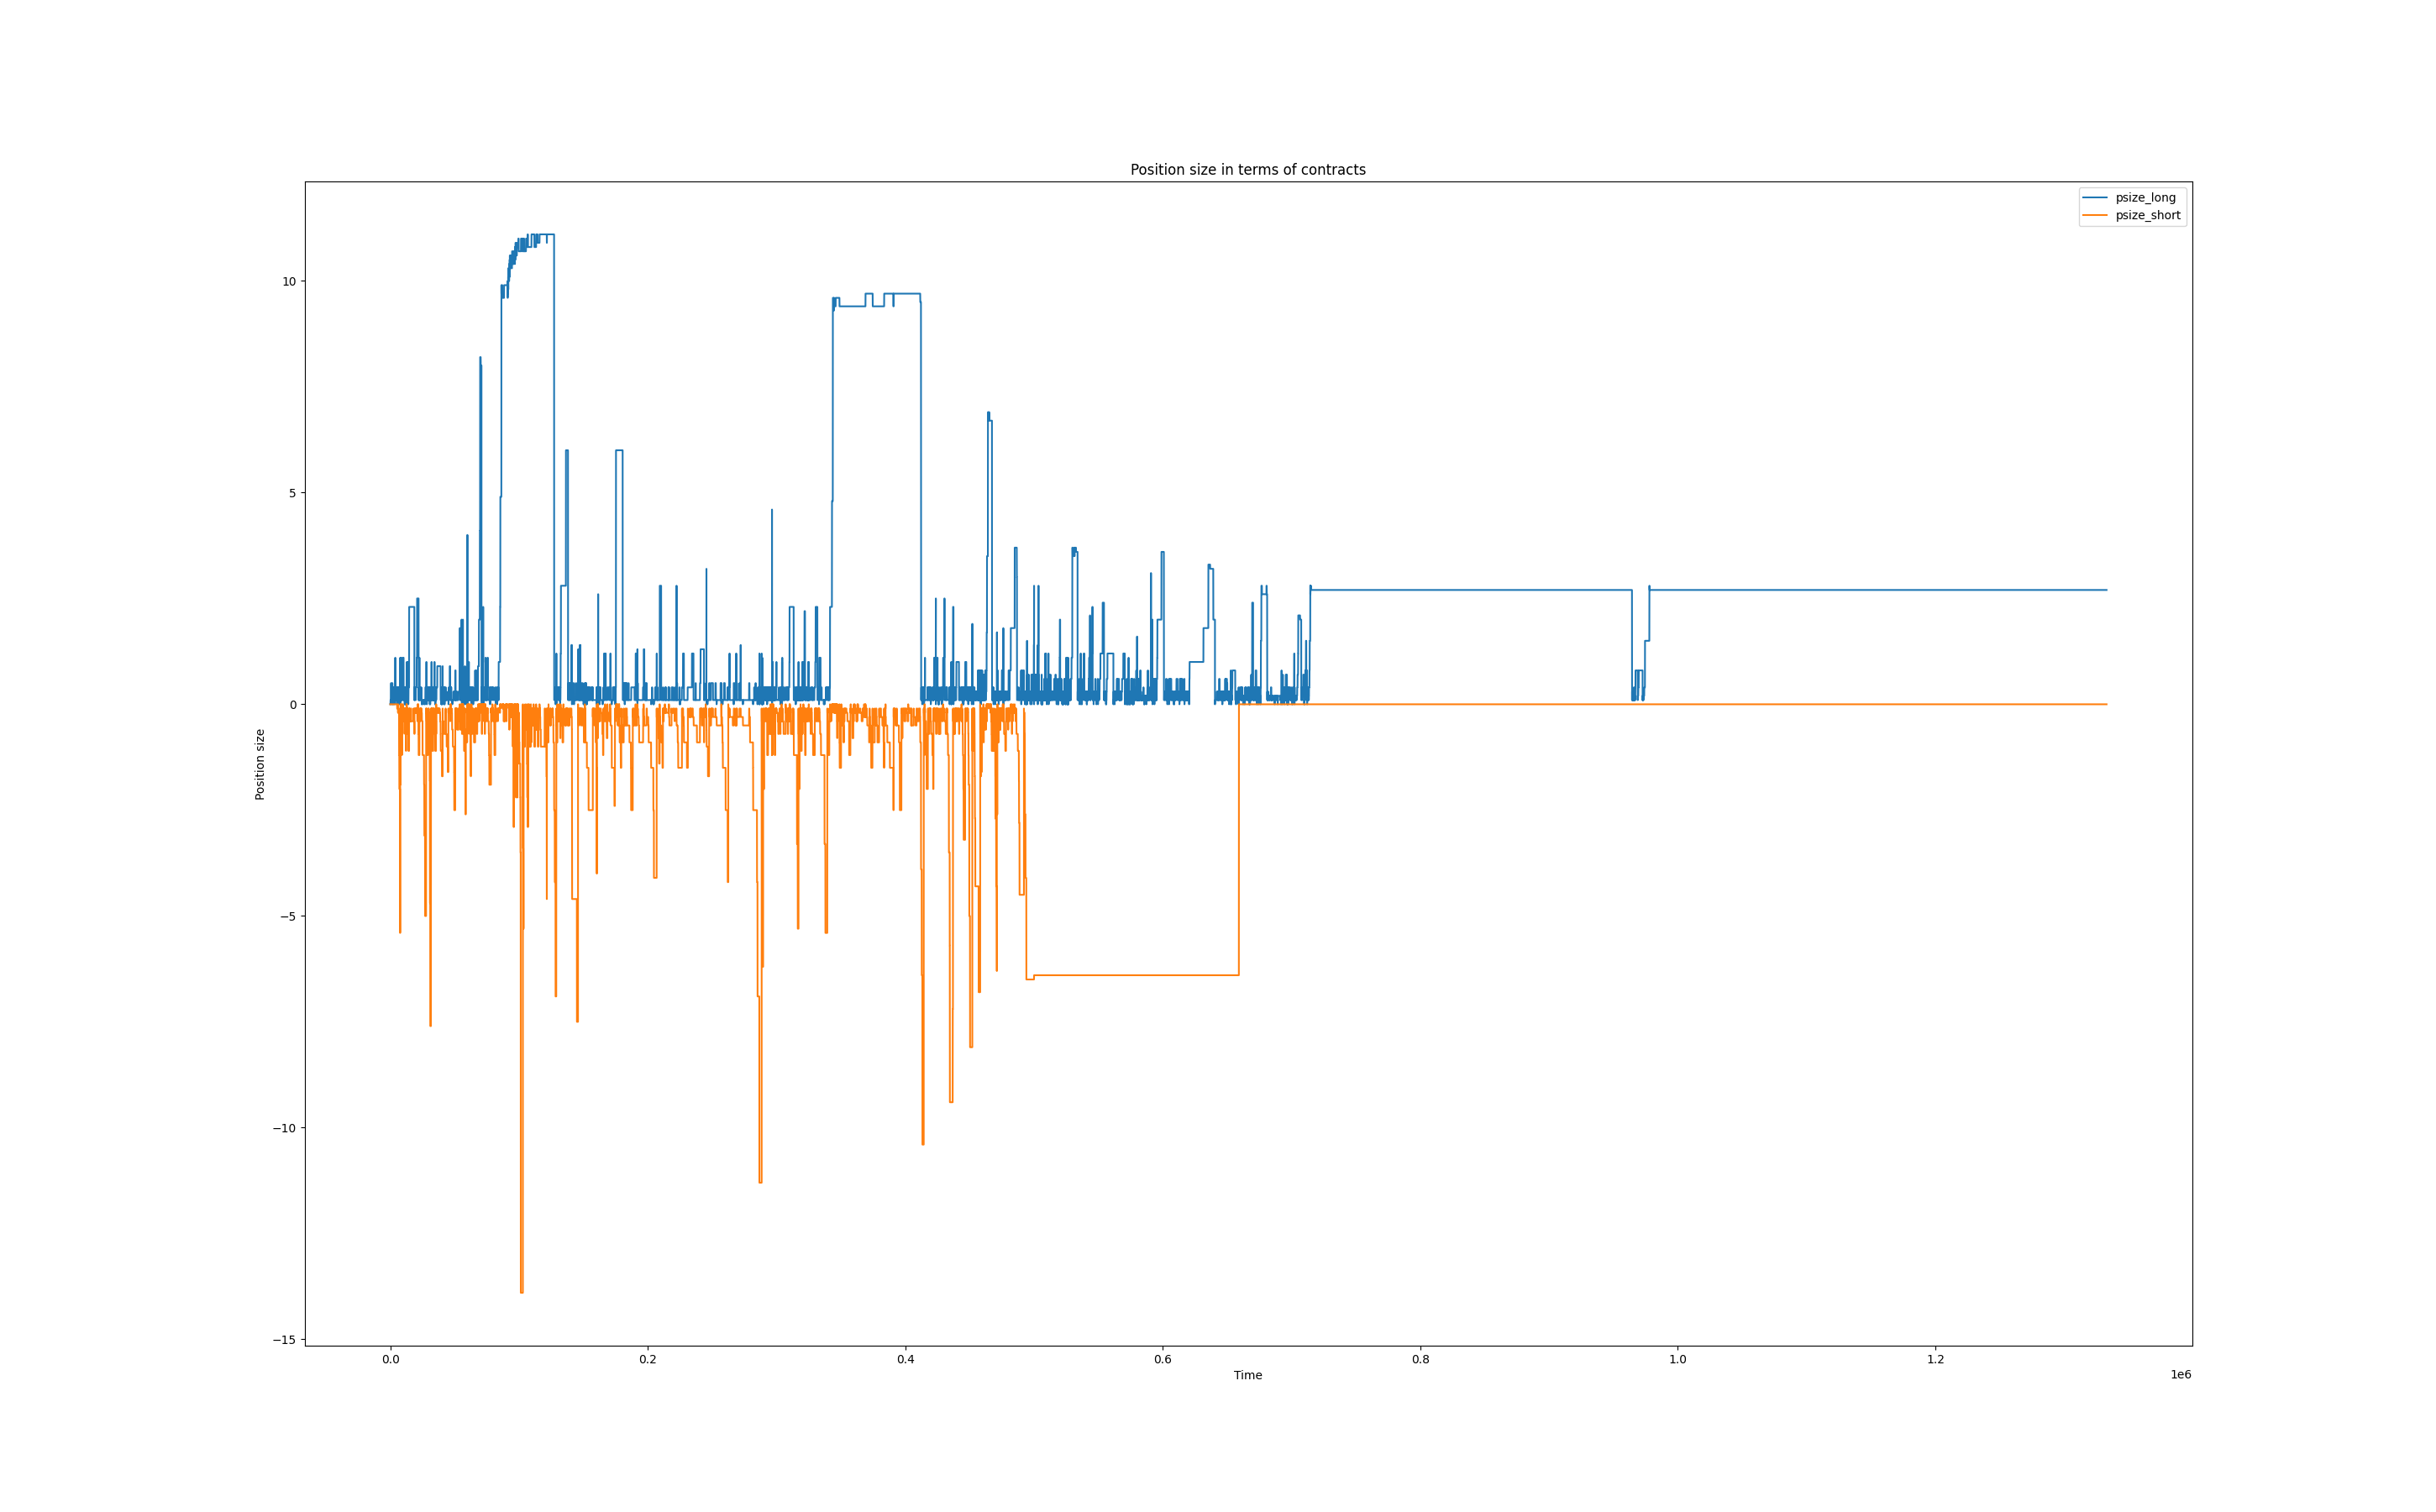 Position size in terms of contracts
psize_long
psize_short
Position size
10
5
0
−5
−10
−15
0.0 0.2 0.4 0.6 0.8 1.0 1.2
1e6
Time